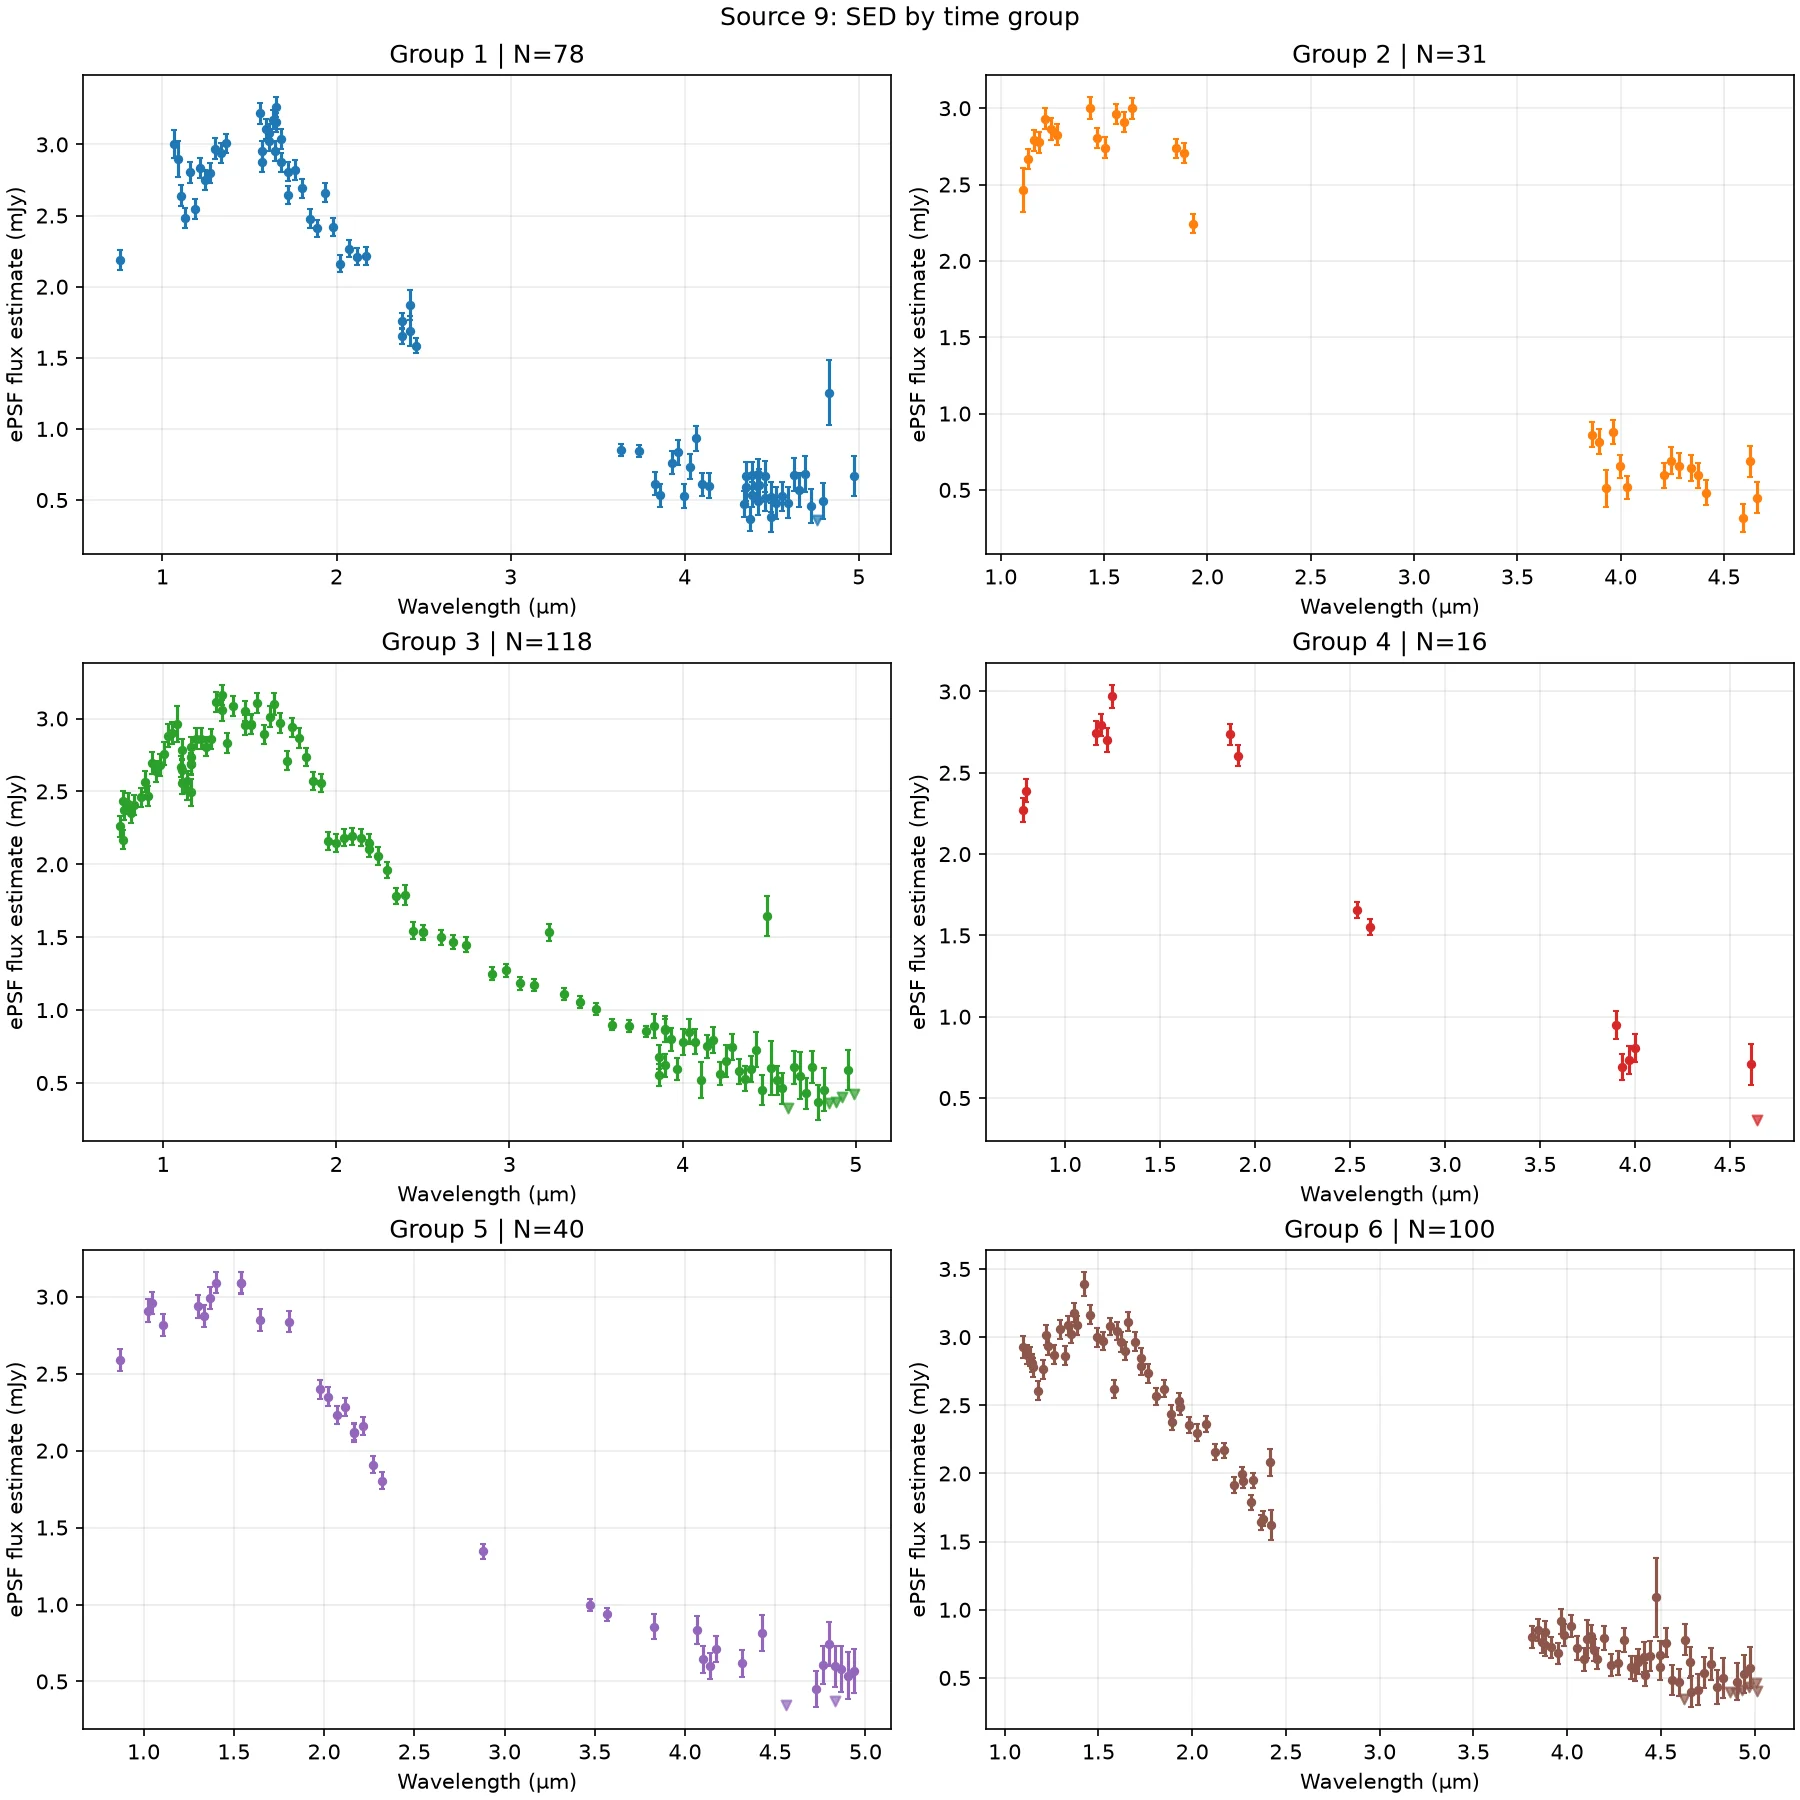 Source 9: SED by time group
Group 1 | N=78
ePSF flux estimate (mJy)
3.0
2.5
2.0
1.5
1.0
0.5
1 2 3 4 5
Wavelength (μm)
Group 2 | N=31
ePSF flux estimate (mJy)
3.0
2.5
2.0
1.5
1.0
0.5
1.0 1.5 2.0 2.5 3.0 3.5 4.0 4.5
Wavelength (μm)
Group 3 | N=118
ePSF flux estimate (mJy)
3.0
2.5
2.0
1.5
1.0
0.5
1 2 3 4 5
Wavelength (μm)
Group 4 | N=16
ePSF flux estimate (mJy)
3.0
2.5
2.0
1.5
1.0
0.5
1.0 1.5 2.0 2.5 3.0 3.5 4.0 4.5
Wavelength (μm)
Group 5 | N=40
ePSF flux estimate (mJy)
3.0
2.5
2.0
1.5
1.0
0.5
1.0 1.5 2.0 2.5 3.0 3.5 4.0 4.5 5.0
Wavelength (μm)
Group 6 | N=100
ePSF flux estimate (mJy)
3.5
3.0
2.5
2.0
1.5
1.0
0.5
1.0 1.5 2.0 2.5 3.0 3.5 4.0 4.5 5.0
Wavelength (μm)